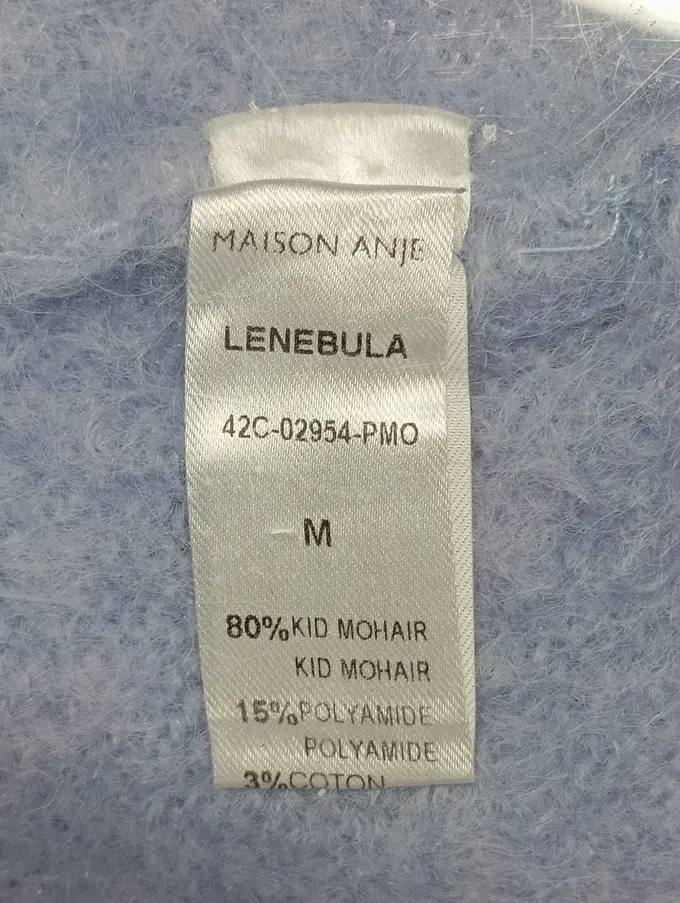 MAISON ANJE
LENEBULA
42C-02954-PMO
M
80%KID MOHAIR
KID MOHAIR
15%POLYAMIDE
POLYAMIDE
3%COTON